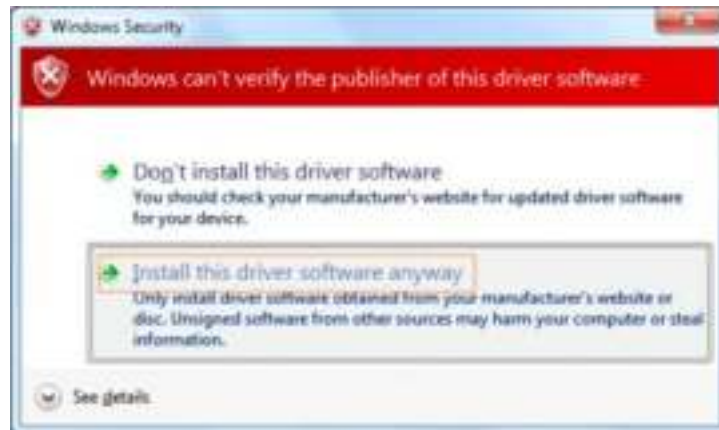 Windows Security
Windows can't verify the publisher of this driver software
Don't install this driver software
You should check your manufacturer's website for updated driver software
for your device.
Install this driver software anyway
Only install driver software obtained from your manufacturer's website or
disc. Unsigned software from other sources may harm your computer or steal
information.
See details